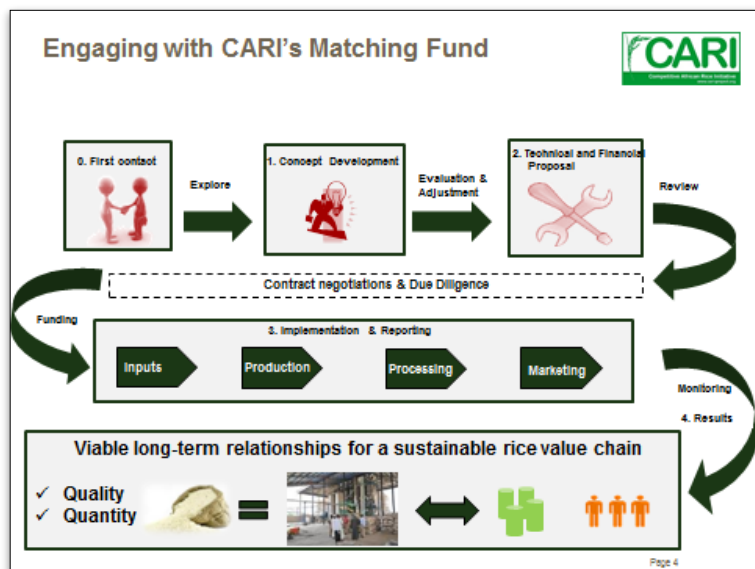 Engaging with CARI's Matching Fund
CARI
Competitive African Rice Initiative
0. First contact
Explore
1. Concept Development
Evaluation &
Adjustment
2. Technical and Financial
Proposal
Review
Contract negotiations & Due Diligence
Funding
3. Implementation & Reporting
Inputs
Production
Processing
Marketing
Monitoring
4. Results
Viable long-term relationships for a sustainable rice value chain
✓ Quality
✓ Quantity
Page 4